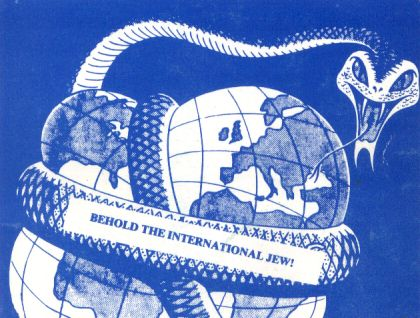 BEHOLD THE INTERNATIONAL JEW!